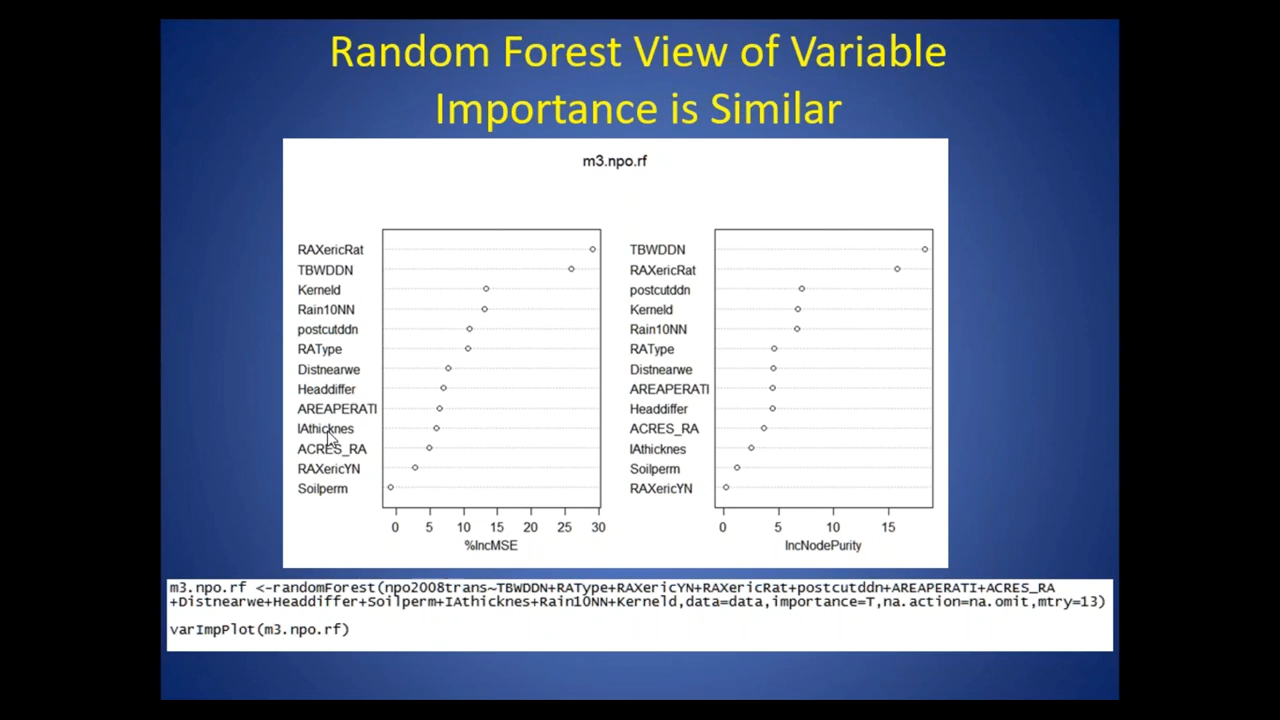 Random Forest View of Variable
Importance is Similar
m3.npo.rf
RAXericRat
TBWDDN
Kerneld
Rain10NN
postcutddn
RAType
Distnearwe
Headdiffer
AREAPERATI
IAthicknes
ACRES_RA
RAXericYN
Soilperm
0 5 10 15 20 25 30
%IncMSE
TBWDDN
RAXericRat
postcutddn
Kerneld
Rain10NN
RAType
Distnearwe
AREAPERATI
Headdiffer
ACRES_RA
IAthicknes
Soilperm
RAXericYN
0 5 10 15
IncNodePurity
m3.npo.rf <-randomForest(npo2008trans~TBWDDN+RAType+RAXericYN+RAXericRat+postcutddn+AREAPERATI+ACRES_RA
+Distnearwe+Headdiffer+Soilperm+IAthicknes+Rain10NN+Kerneld,data=data,importance=T,na.action=na.omit,mtry=13)
varImpPlot(m3.npo.rf)